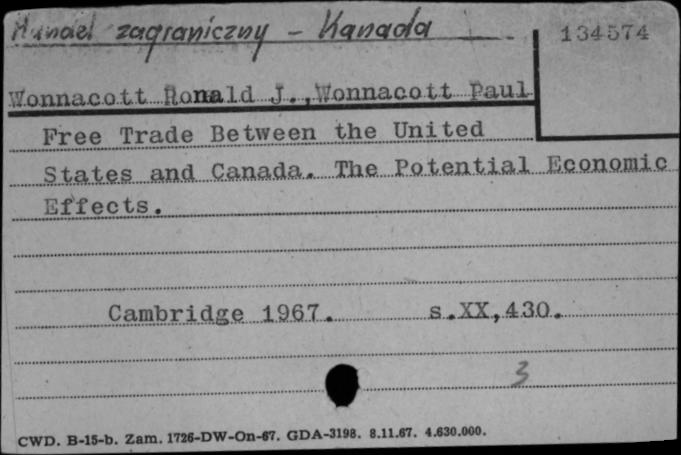 Handel zagraniczny - Kanada
134574
Wonnacott Ronald J., Wonnacott Paul
Free Trade Between the United
States and Canada. The Potential Economic
Effects.
Cambridge 1967. s.XX,430.
3
CWD. B-15-b. Zam. 1726-DW-On-67. GDA-3198. 8.11.67. 4.630.000.